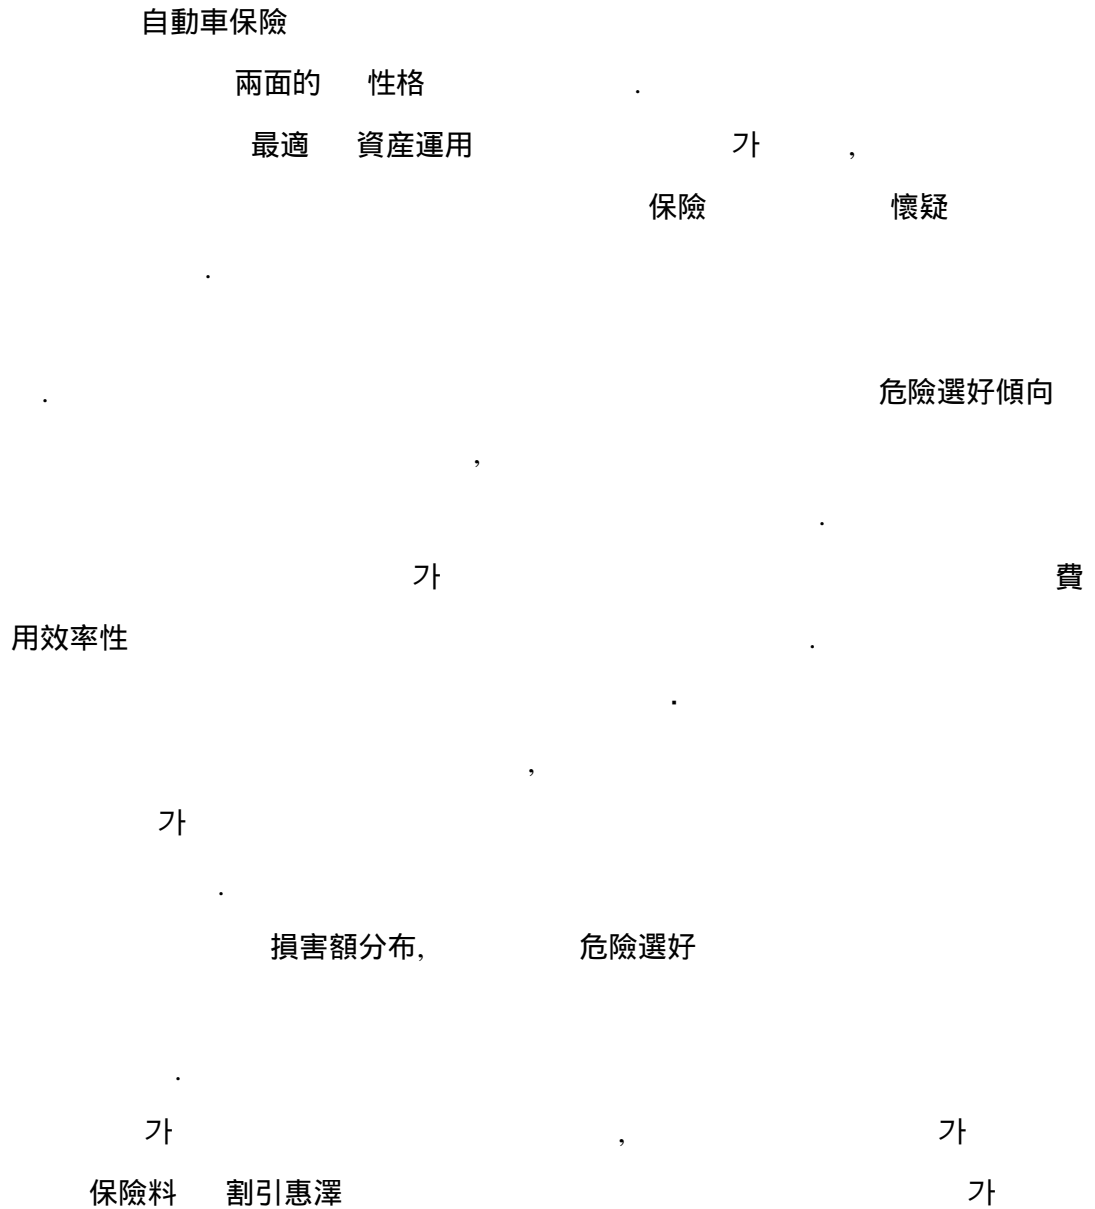 自動車保險
兩面的 性格 .
最適 資産運用 가 ,
保險 懷疑
.
. 危險選好傾向
,
.
가 費
用效率性 .
.
,
가
.
損害額分布, 危險選好
.
가 , 가
保險料 割引惠澤 가